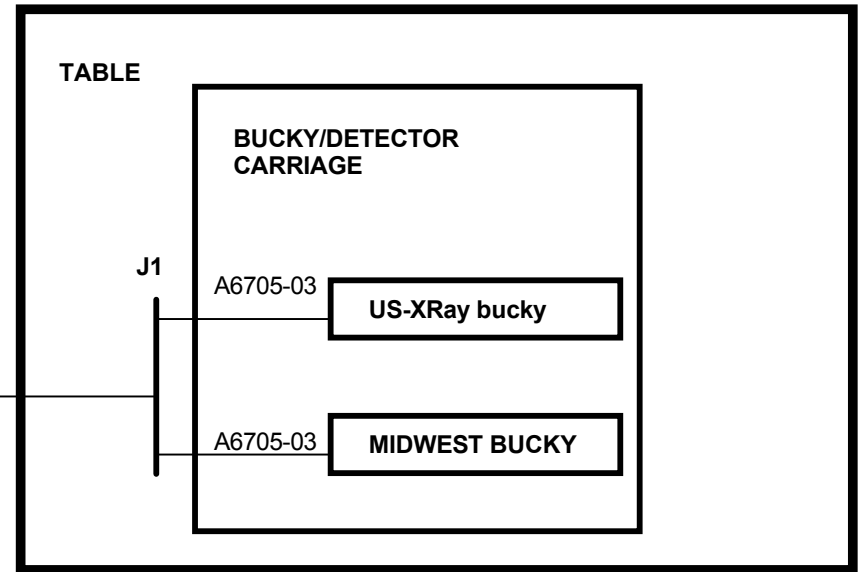 TABLE
BUCKY/DETECTOR
CARRIAGE
J1
A6705-03
US-XRay bucky
A6705-03
MIDWEST BUCKY